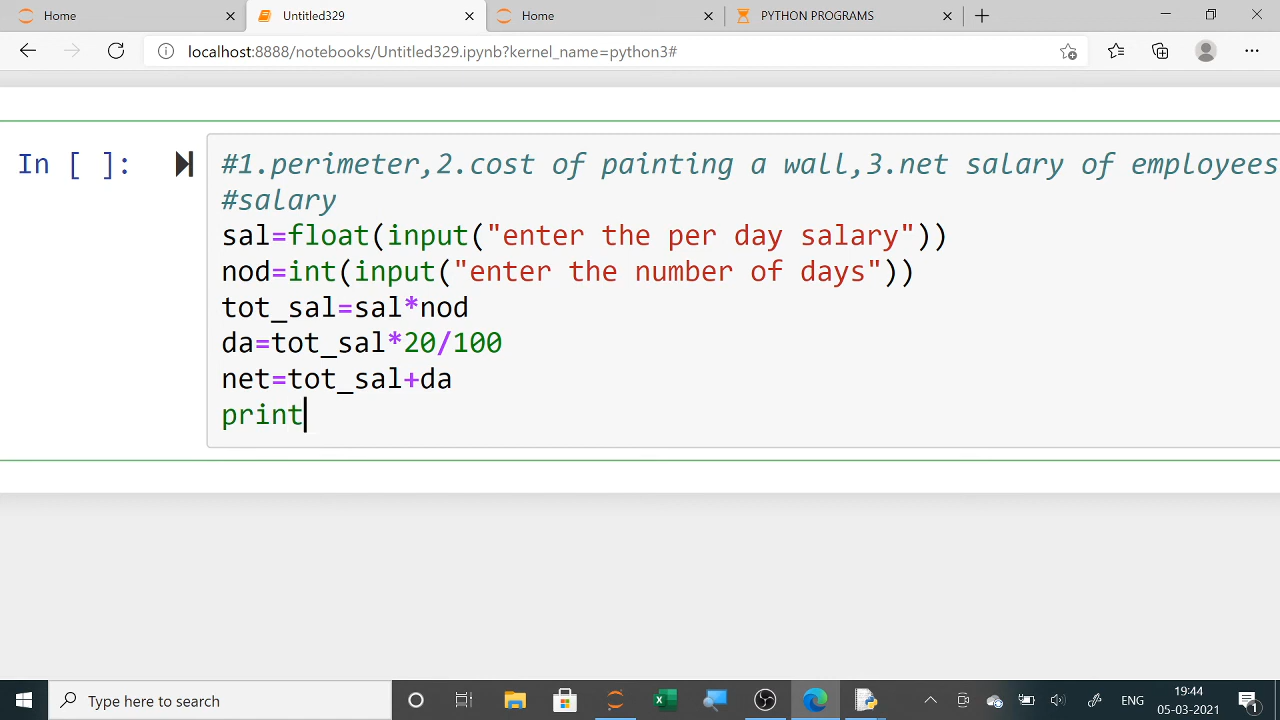 Home
Untitled329
Home
PYTHON PROGRAMS
localhost:8888/notebooks/Untitled329.ipynb?kernel_name=python3#
In [ ]:
#1.perimeter,2.cost of painting a wall,3.net salary of employees
#salary
sal=float(input("enter the per day salary"))
nod=int(input("enter the number of days"))
tot_sal=sal*nod
da=tot_sal*20/100
net=tot_sal+da
print
Type here to search
ENG
19:44
05-03-2021
1